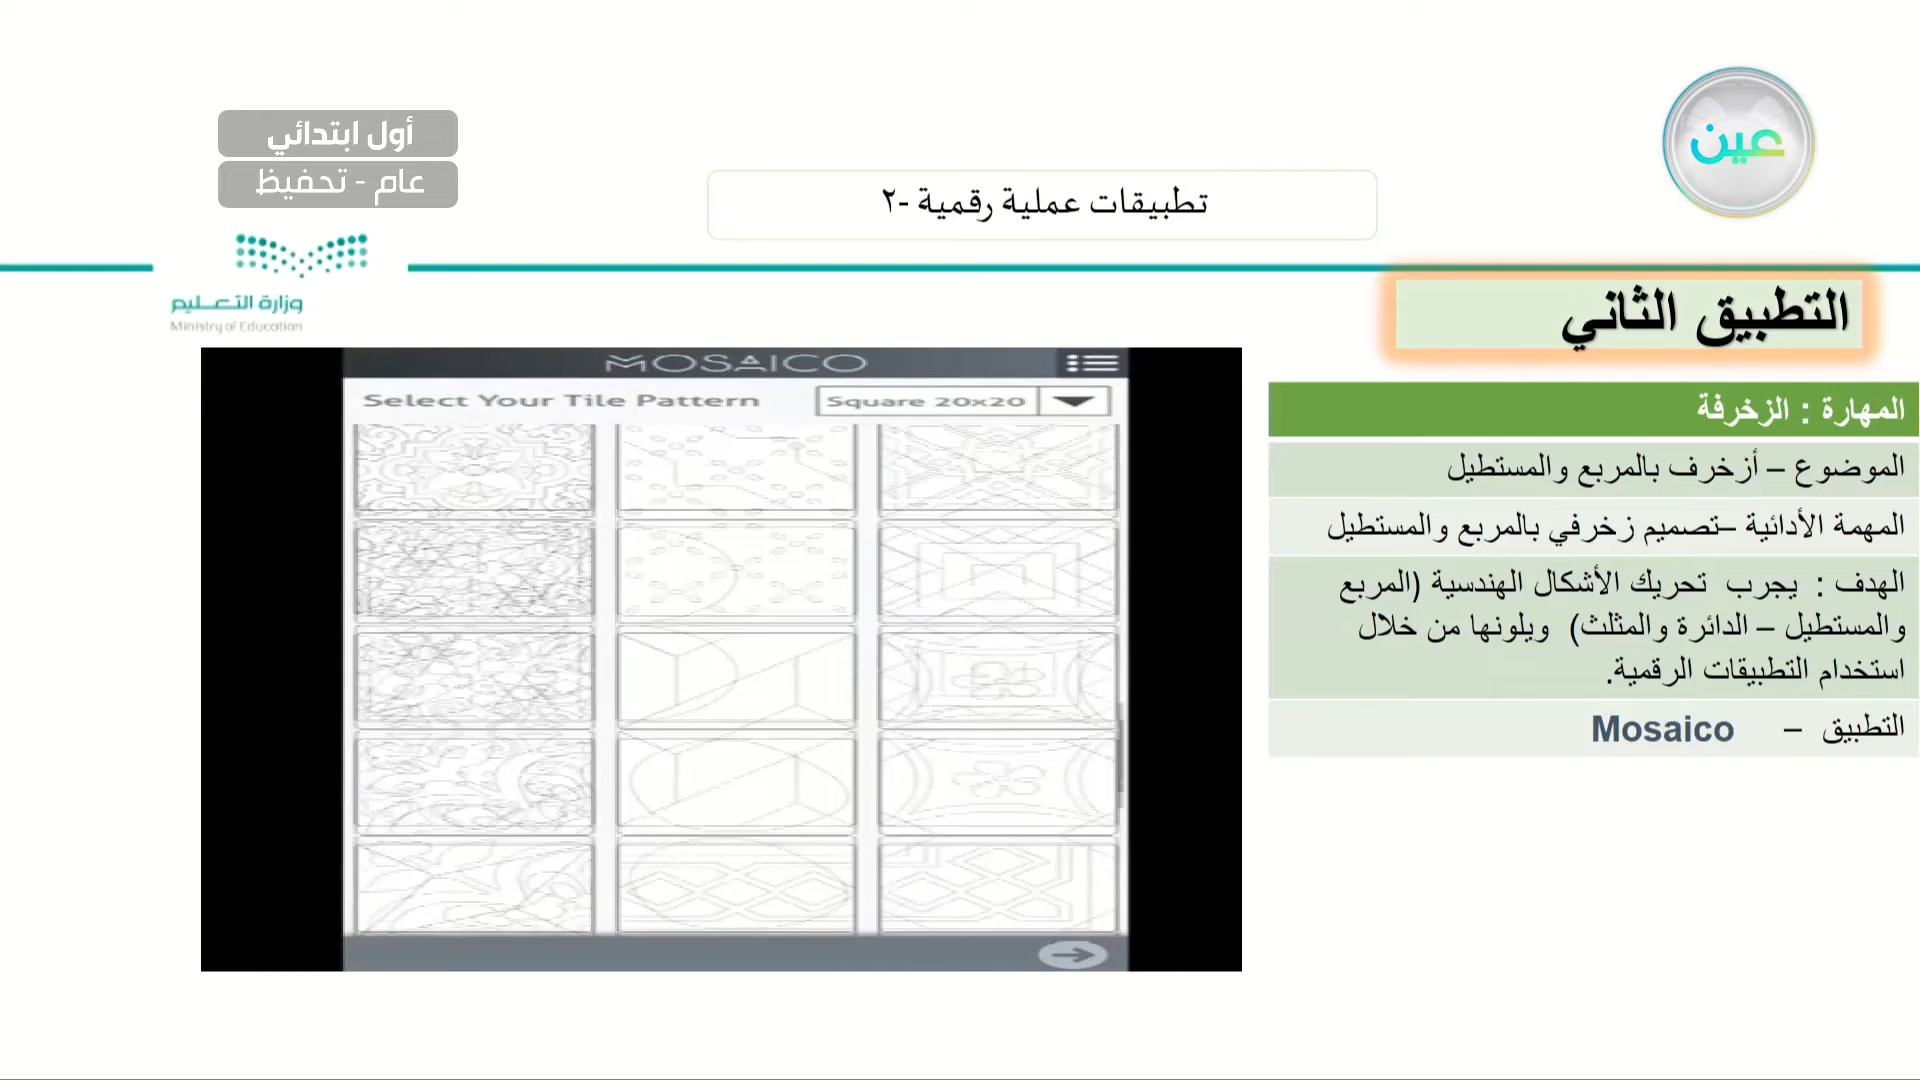 أول ابتدائي
عام - تحفيظ
عين
تطبيقات عملية رقمية -٢
وزارة التعليم
Ministry of Education
التطبيق الثاني
المهارة : الزخرفة
الموضوع – أزخرف بالمربع والمستطيل
المهمة الأدائية –تصميم زخرفي بالمربع والمستطيل
الهدف : يجرب تحريك الأشكال الهندسية (المربع
والمستطيل – الدائرة والمثلث) ويلونها من خلال
استخدام التطبيقات الرقمية.
التطبيق – Mosaico
MOSAICO
Select Your Tile Pattern
Square 20x20